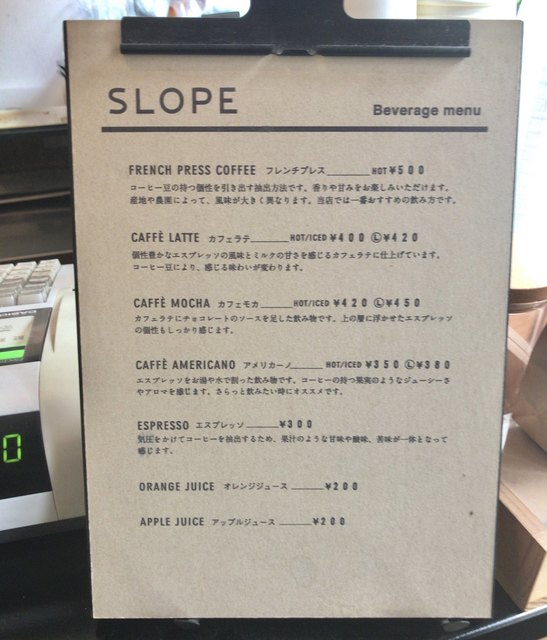 SLOPE
Beverage menu
FRENCH PRESS COFFEE フレンチプレス HOT ¥500
コーヒー豆の持つ個性を引き出す抽出方法です。香りや甘みをお楽しみいただけます。
産地や農園によって、風味が大きく異なります。当店では一番おすすめの飲み方です。
CAFFÈ LATTE カフェラテ HOT/ICED ¥400 Ⓛ¥420
個性豊かなエスプレッソの風味とミルクの甘さを感じるカフェラテに仕上げています。
コーヒー豆により、感じる味わいが変わります。
CAFFÈ MOCHA カフェモカ HOT/ICED ¥420 Ⓛ¥450
カフェラテにチョコレートのソースを足した飲み物です。上の層に浮かせたエスプレッソ
の個性もしっかり感じます。
CAFFÈ AMERICANO アメリカーノ HOT/ICED ¥350 Ⓛ¥380
エスプレッソをお湯や水で割った飲み物です。コーヒーの持つ果実のようなジューシーさ
やアロマを感じます。さらっと飲みたい時にオススメです。
ESPRESSO エスプレッソ ¥300
気圧をかけてコーヒーを抽出するため、果汁のような甘味や酸味、苦味が一体となって
感じます。
ORANGE JUICE オレンジジュース ¥200
APPLE JUICE アップルジュース ¥200
0